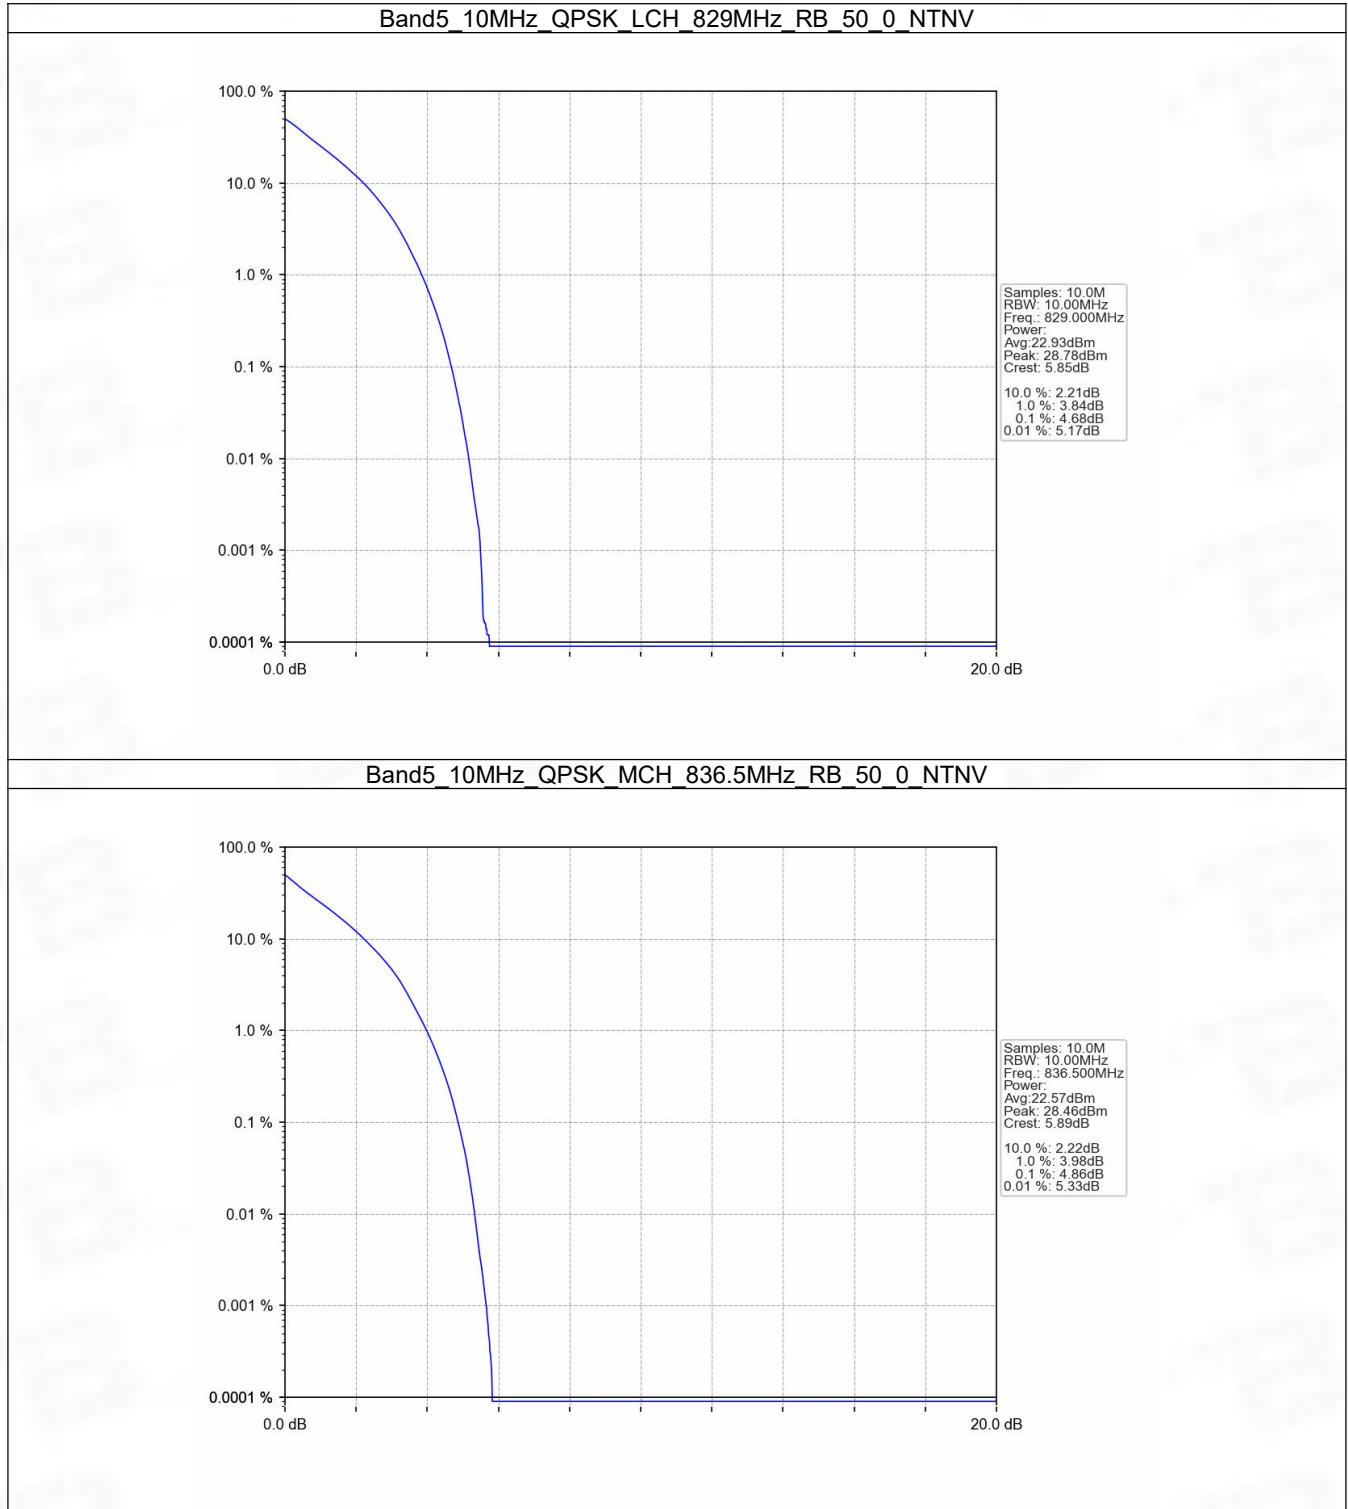 Band5_10MHz_QPSK_LCH_829MHz_RB_50_0_NTNV
100.0 %
10.0 %
1.0 %
0.1 %
0.01 %
0.001 %
0.0001 %
0.0 dB
20.0 dB
Samples: 10.0M
RBW: 10.00MHz
Freq.: 829.000MHz
Power:
Avg:22.93dBm
Peak: 28.78dBm
Crest: 5.85dB
10.0 %: 2.21dB
1.0 %: 3.84dB
0.1 %: 4.68dB
0.01 %: 5.17dB
Band5_10MHz_QPSK_MCH_836.5MHz_RB_50_0_NTNV
100.0 %
10.0 %
1.0 %
0.1 %
0.01 %
0.001 %
0.0001 %
0.0 dB
20.0 dB
Samples: 10.0M
RBW: 10.00MHz
Freq.: 836.500MHz
Power:
Avg:22.57dBm
Peak: 28.46dBm
Crest: 5.89dB
10.0 %: 2.22dB
1.0 %: 3.98dB
0.1 %: 4.86dB
0.01 %: 5.33dB